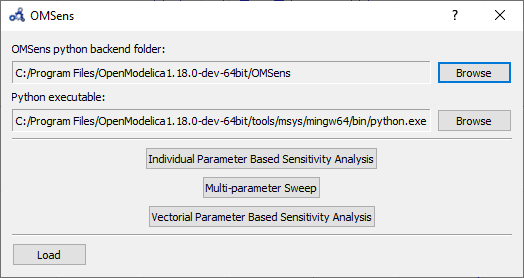 OMSens
?
OMSens python backend folder:
C:/Program Files/OpenModelica1.18.0-dev-64bit/OMSens
Browse
Python executable:
C:/Program Files/OpenModelica1.18.0-dev-64bit/tools/msys/mingw64/bin/python.exe
Browse
Individual Parameter Based Sensitivity Analysis
Multi-parameter Sweep
Vectorial Parameter Based Sensitivity Analysis
Load